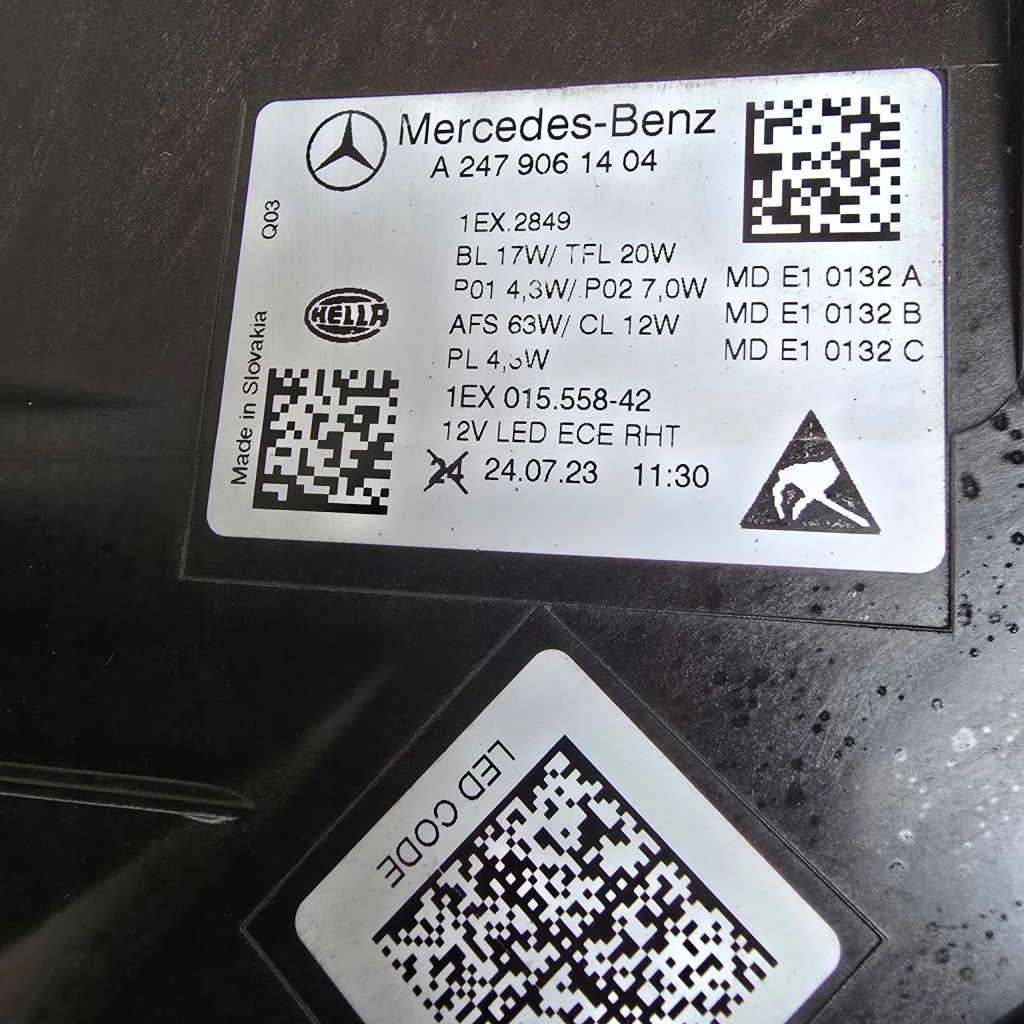 Mercedes-Benz
A 247 906 14 04
Q03
1EX.2849
BL 17W/ TFL 20W
P01 4,3W/ P02 7,0W
AFS 63W/ CL 12W
PL 4,3W
MD E1 0132 A
MD E1 0132 B
MD E1 0132 C
HELLA
Made in Slovakia
1EX 015.558-42
12V LED ECE RHT
24 24.07.23 11:30
LED CODE